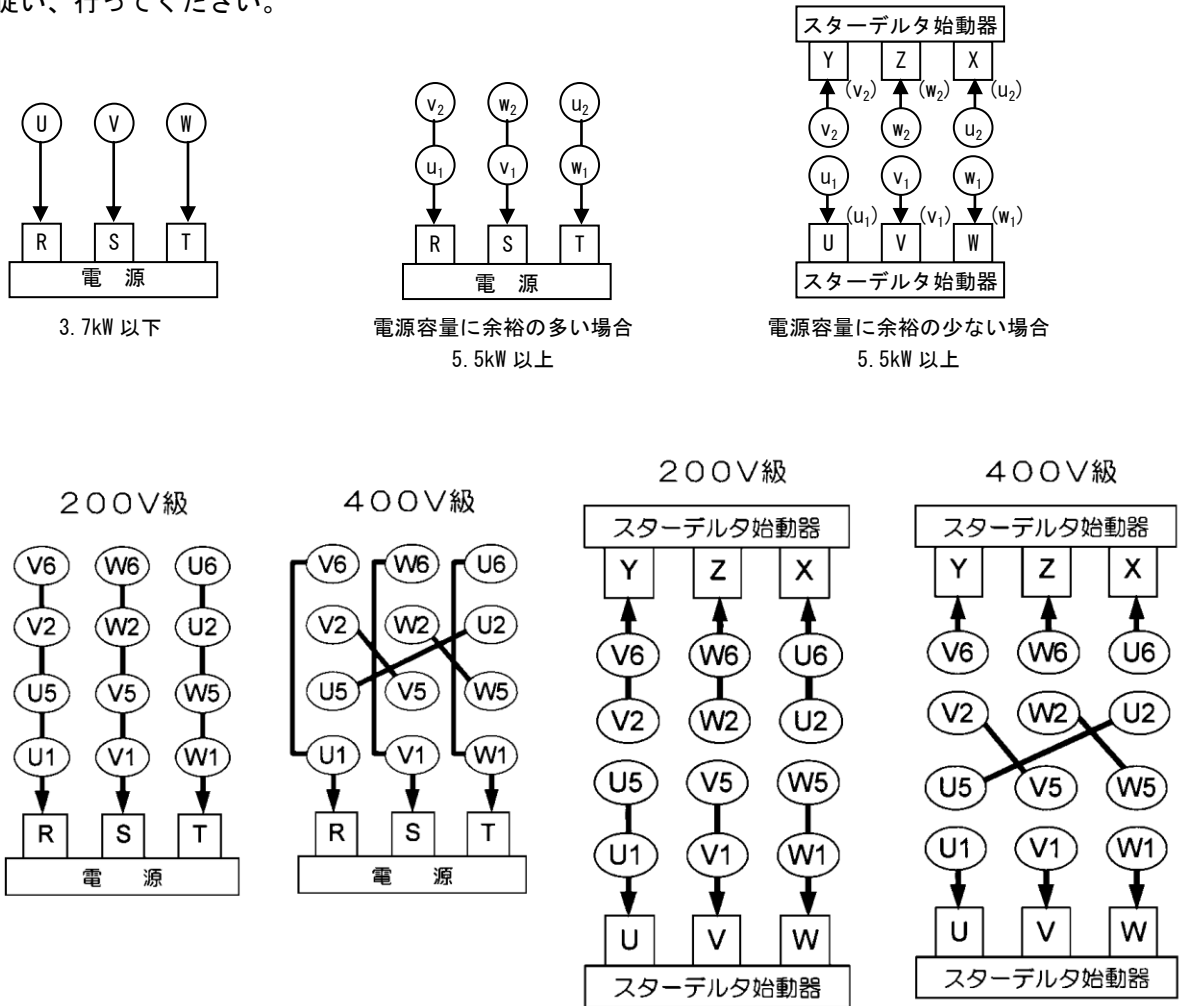 従い、行ってください。
スターデルタ始動器
Y Z X
(v₂) (w₂) (u₂)
v₂ w₂ u₂
u₁ v₁ w₁
(u₁) (v₁) (w₁)
U V W
スターデルタ始動器
電源容量に余裕の少ない場合
5.5kW 以上
U V W
R S T
電 源
3.7kW 以下
v₂ w₂ u₂
u₁ v₁ w₁
R S T
電 源
電源容量に余裕の多い場合
5.5kW 以上
200V級
V6 W6 U6
V2 W2 U2
U5 V5 W5
U1 V1 W1
R S T
電 源
400V級
V6 W6 U6
V2 W2 U2
U5 V5 W5
U1 V1 W1
R S T
電 源
200V級
スターデルタ始動器
Y Z X
V6 W6 U6
V2 W2 U2
U5 V5 W5
U1 V1 W1
U V W
スターデルタ始動器
400V級
スターデルタ始動器
Y Z X
V6 W6 U6
V2 W2 U2
U5 V5 W5
U1 V1 W1
U V W
スターデルタ始動器